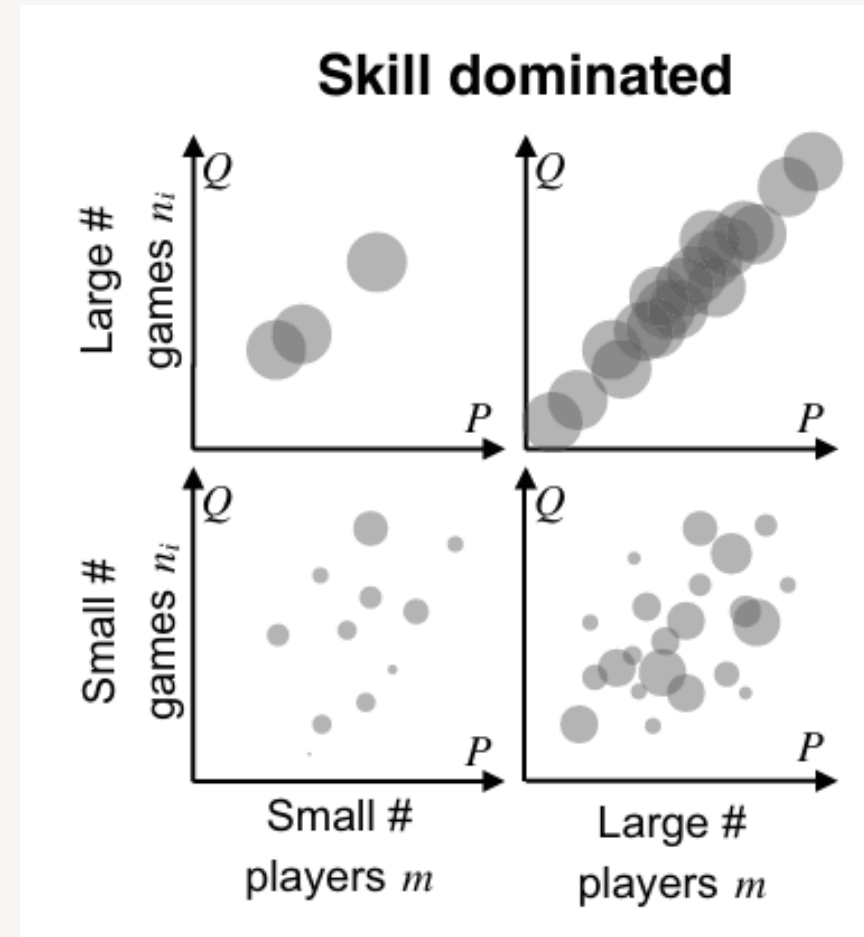 Skill dominated
Large #
games nᵢ
Q
P
Q
P
Small #
games nᵢ
Q
P
Q
P
Small #
players m
Large #
players m